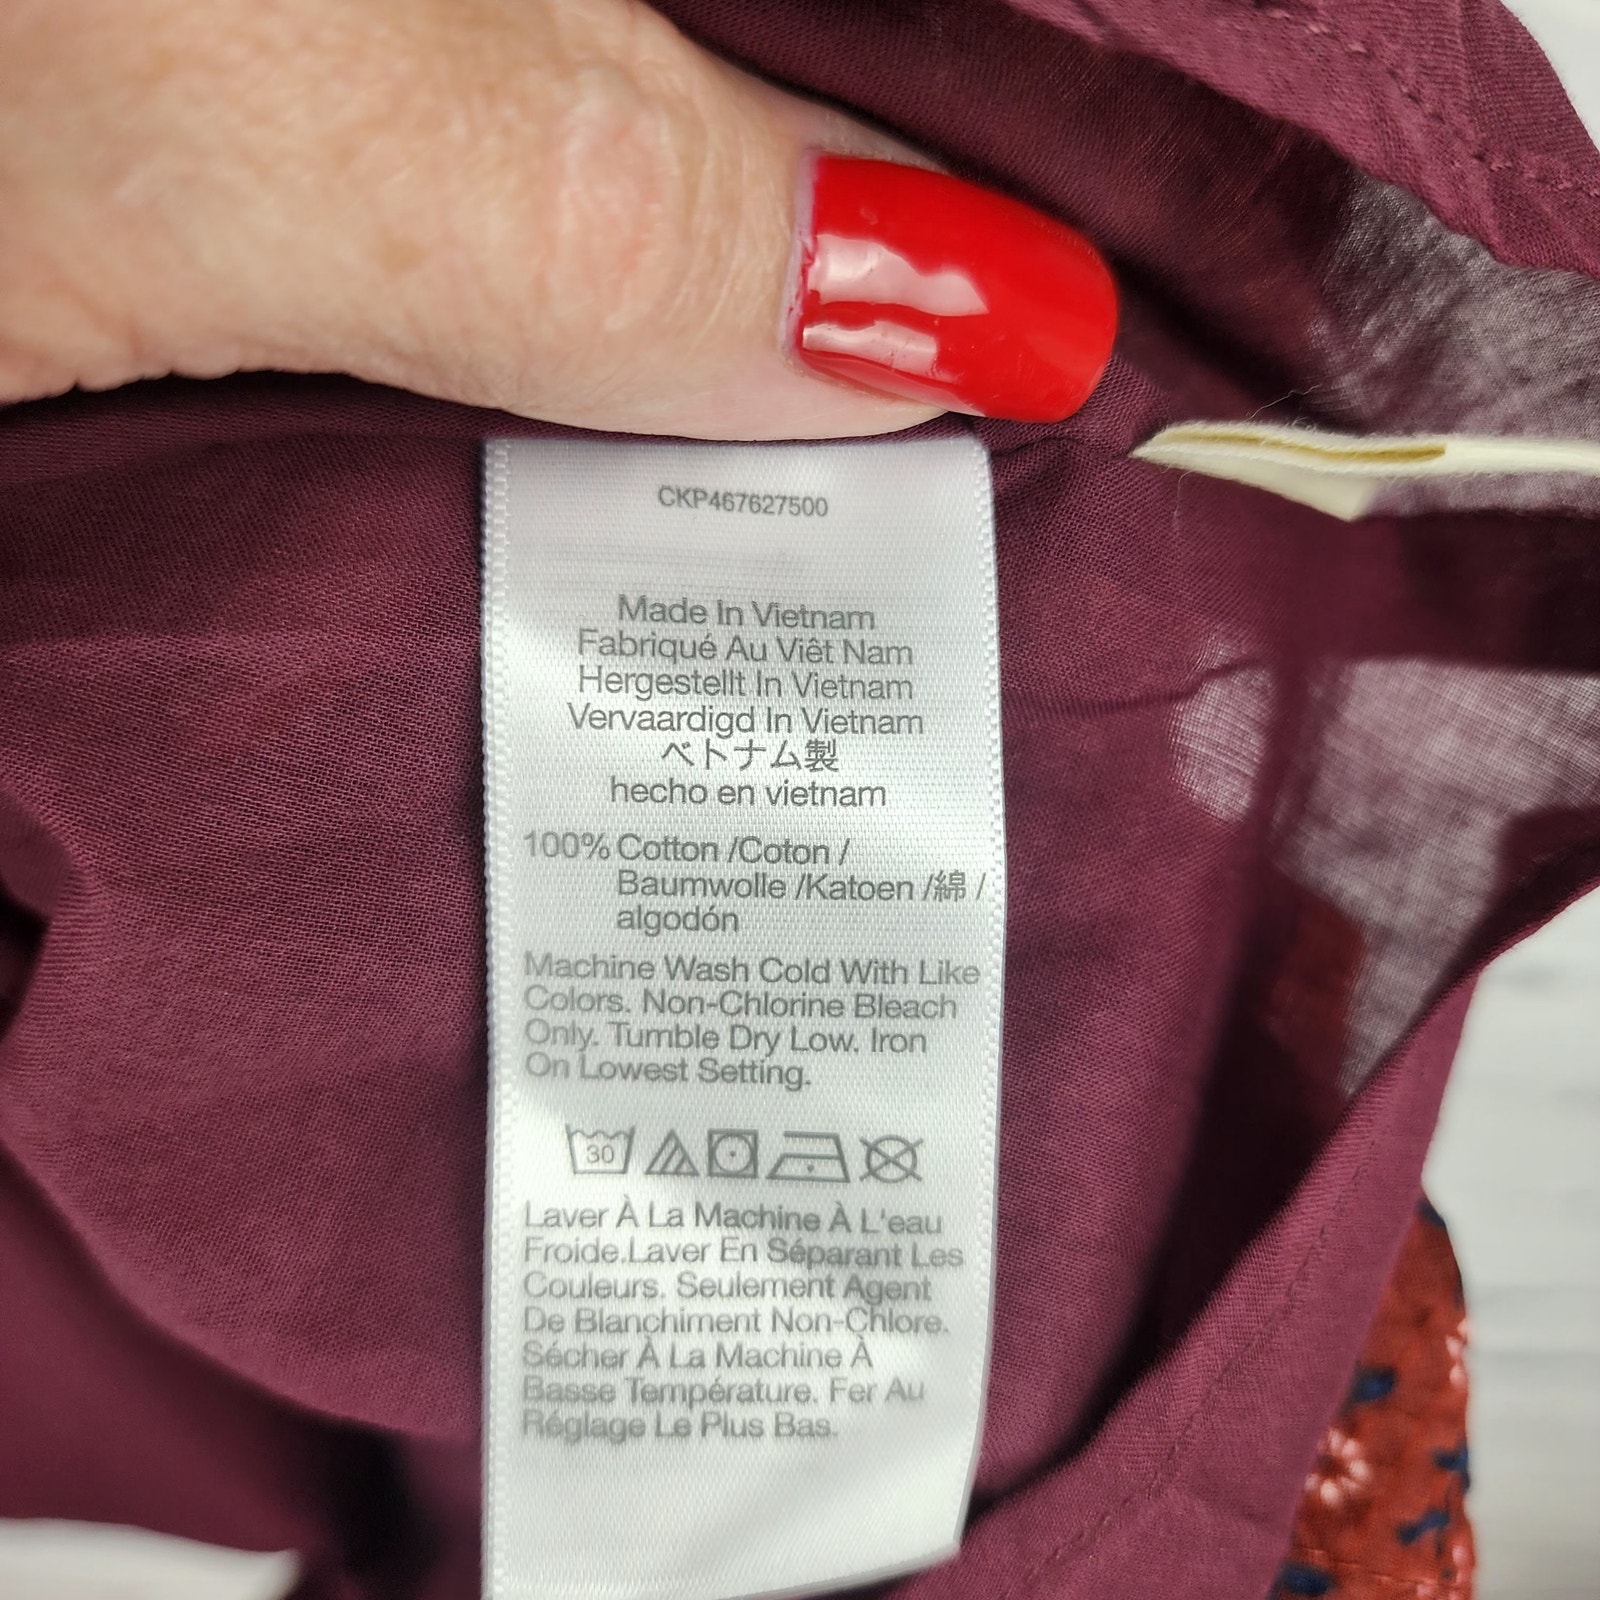 CKP467627500
Made In Vietnam
Fabriqué Au Viêt Nam
Hergestellt In Vietnam
Vervaardigd In Vietnam
ベトナム製
hecho en vietnam
100% Cotton /Coton /
Baumwolle /Katoen /綿 /
algodón
Machine Wash Cold With Like
Colors. Non-Chlorine Bleach
Only. Tumble Dry Low. Iron
On Lowest Setting.
30
Laver À La Machine À L'eau
Froide.Laver En Séparant Les
Couleurs. Seulement Agent
De Blanchiment Non-Chlore.
Sécher À La Machine À
Basse Température. Fer Au
Réglage Le Plus Bas.